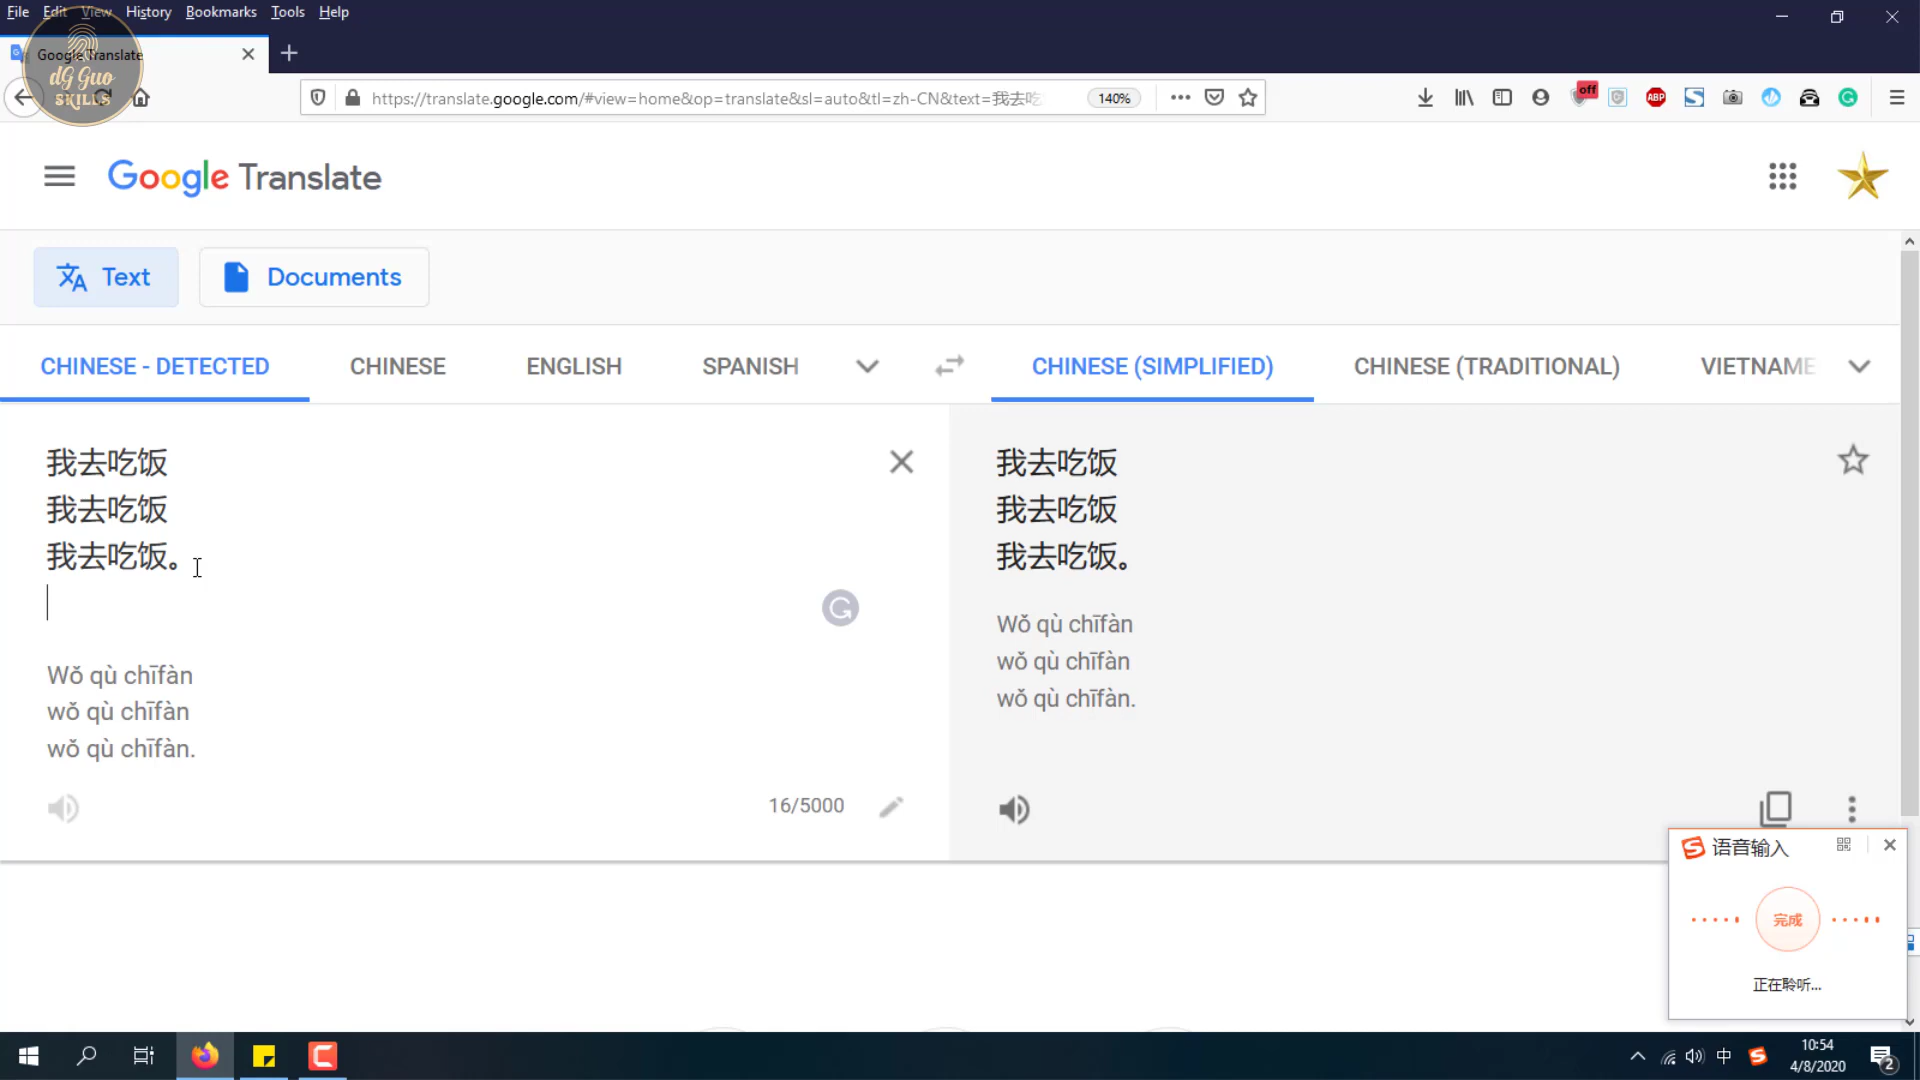 File Edit View History Bookmarks Tools Help
Google Translate
dG Guo
SKILLS
https://translate.google.com/#view=home&op=translate&sl=auto&tl=zh-CN&text=我去吃
140%
off
ABP
Google Translate
Text Documents
CHINESE - DETECTED CHINESE ENGLISH SPANISH CHINESE (SIMPLIFIED) CHINESE (TRADITIONAL) VIETNAME
我去吃饭
我去吃饭
我去吃饭。
Wǒ qù chīfàn
wǒ qù chīfàn
wǒ qù chīfàn.
16/5000
我去吃饭
我去吃饭
我去吃饭。
Wǒ qù chīfàn
wǒ qù chīfàn
wǒ qù chīfàn.
语音输入
完成
正在聆听...
中
10:54
4/8/2020
2